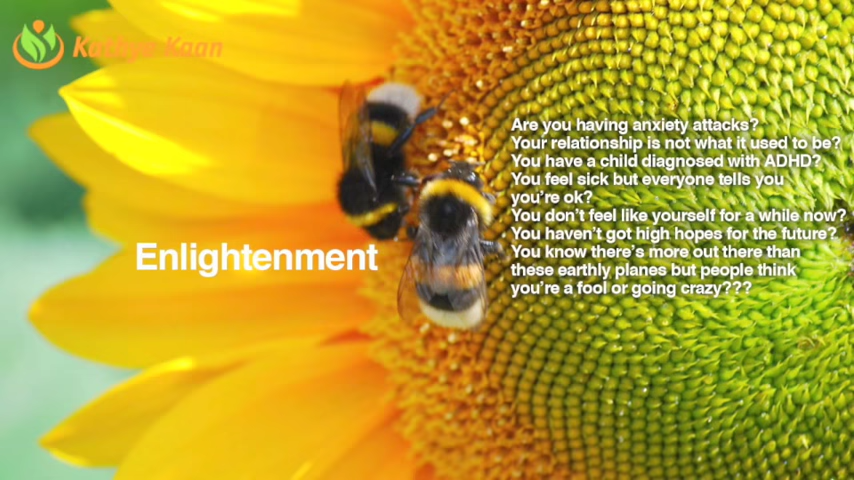 Kathya Kaan
Enlightenment
Are you having anxiety attacks?
Your relationship is not what it used to be?
You have a child diagnosed with ADHD?
You feel sick but everyone tells you
you're ok?
You don't feel like yourself for a while now?
You haven't got high hopes for the future?
You know there's more out there than
these earthly planes but people think
you're a fool or going crazy???